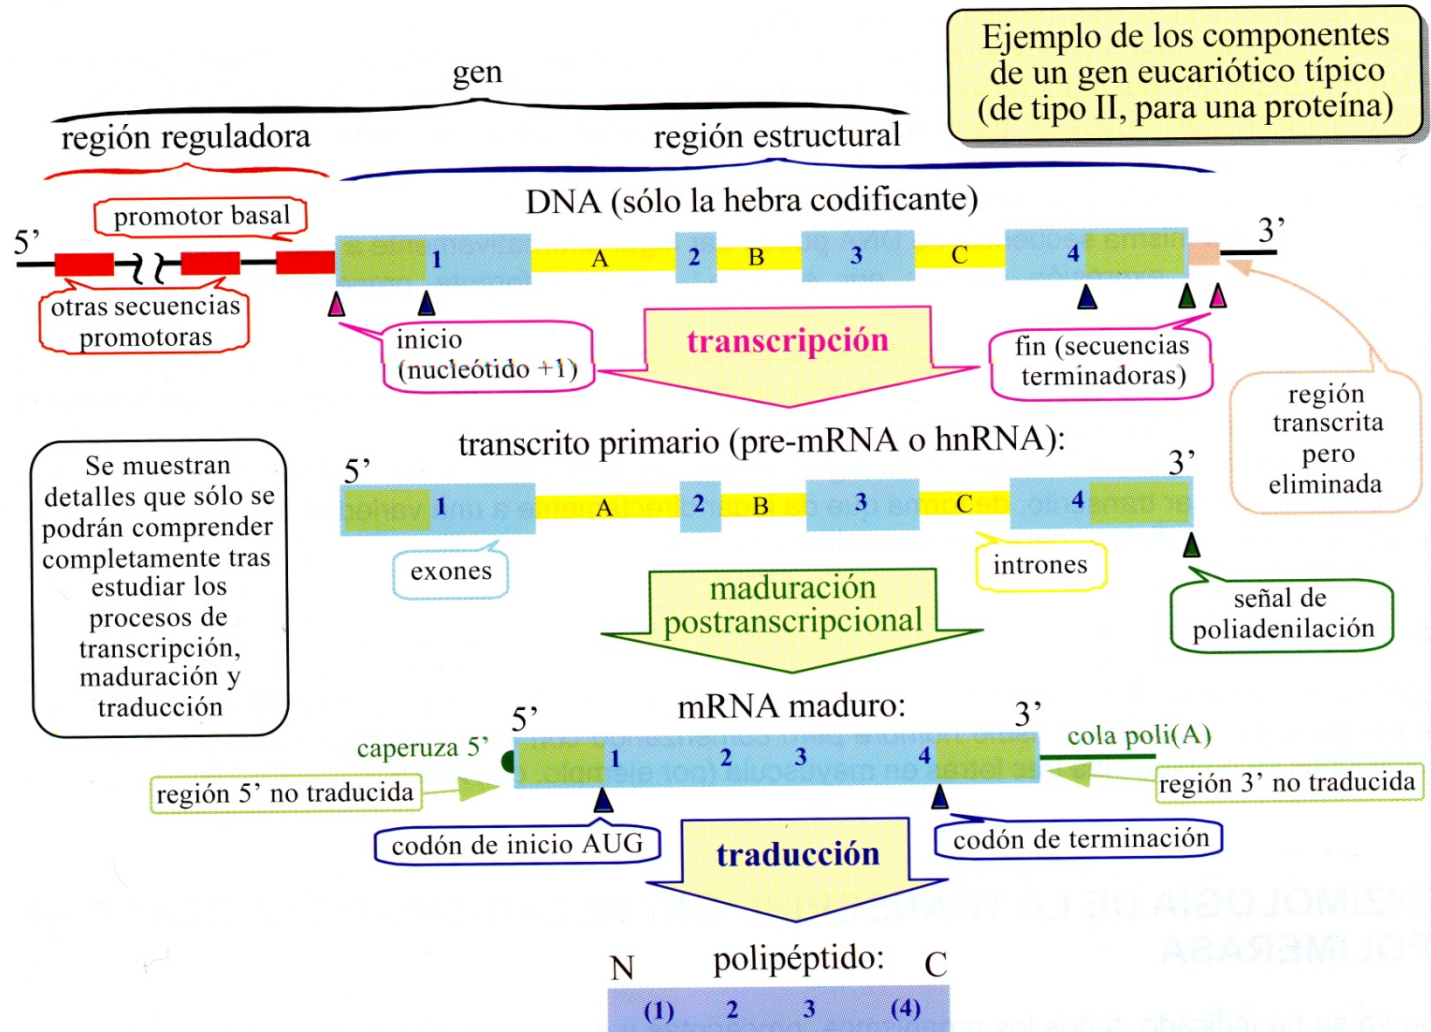 Ejemplo de los componentes
de un gen eucariótico típico
(de tipo II, para una proteína)
gen
región reguladora
región estructural
DNA (sólo la hebra codificante)
promotor basal
5’
3’
1
A
2
B
3
C
4
otras secuencias
promotoras
inicio
(nucleótido +1)
transcripción
fin (secuencias
terminadoras)
región
transcrita
pero
eliminada
transcrito primario (pre-mRNA o hnRNA):
5’
3’
1
A
2
B
3
C
4
exones
intrones
señal de
poliadenilación
Se muestran
detalles que sólo se
podrán comprender
completamente tras
estudiar los
procesos de
transcripción,
maduración y
traducción
maduración
postranscripcional
mRNA maduro:
5’
3’
caperuza 5’
1
2
3
4
cola poli(A)
región 5’ no traducida
región 3’ no traducida
codón de inicio AUG
codón de terminación
traducción
polipéptido:
N
C
(1)
2
3
(4)